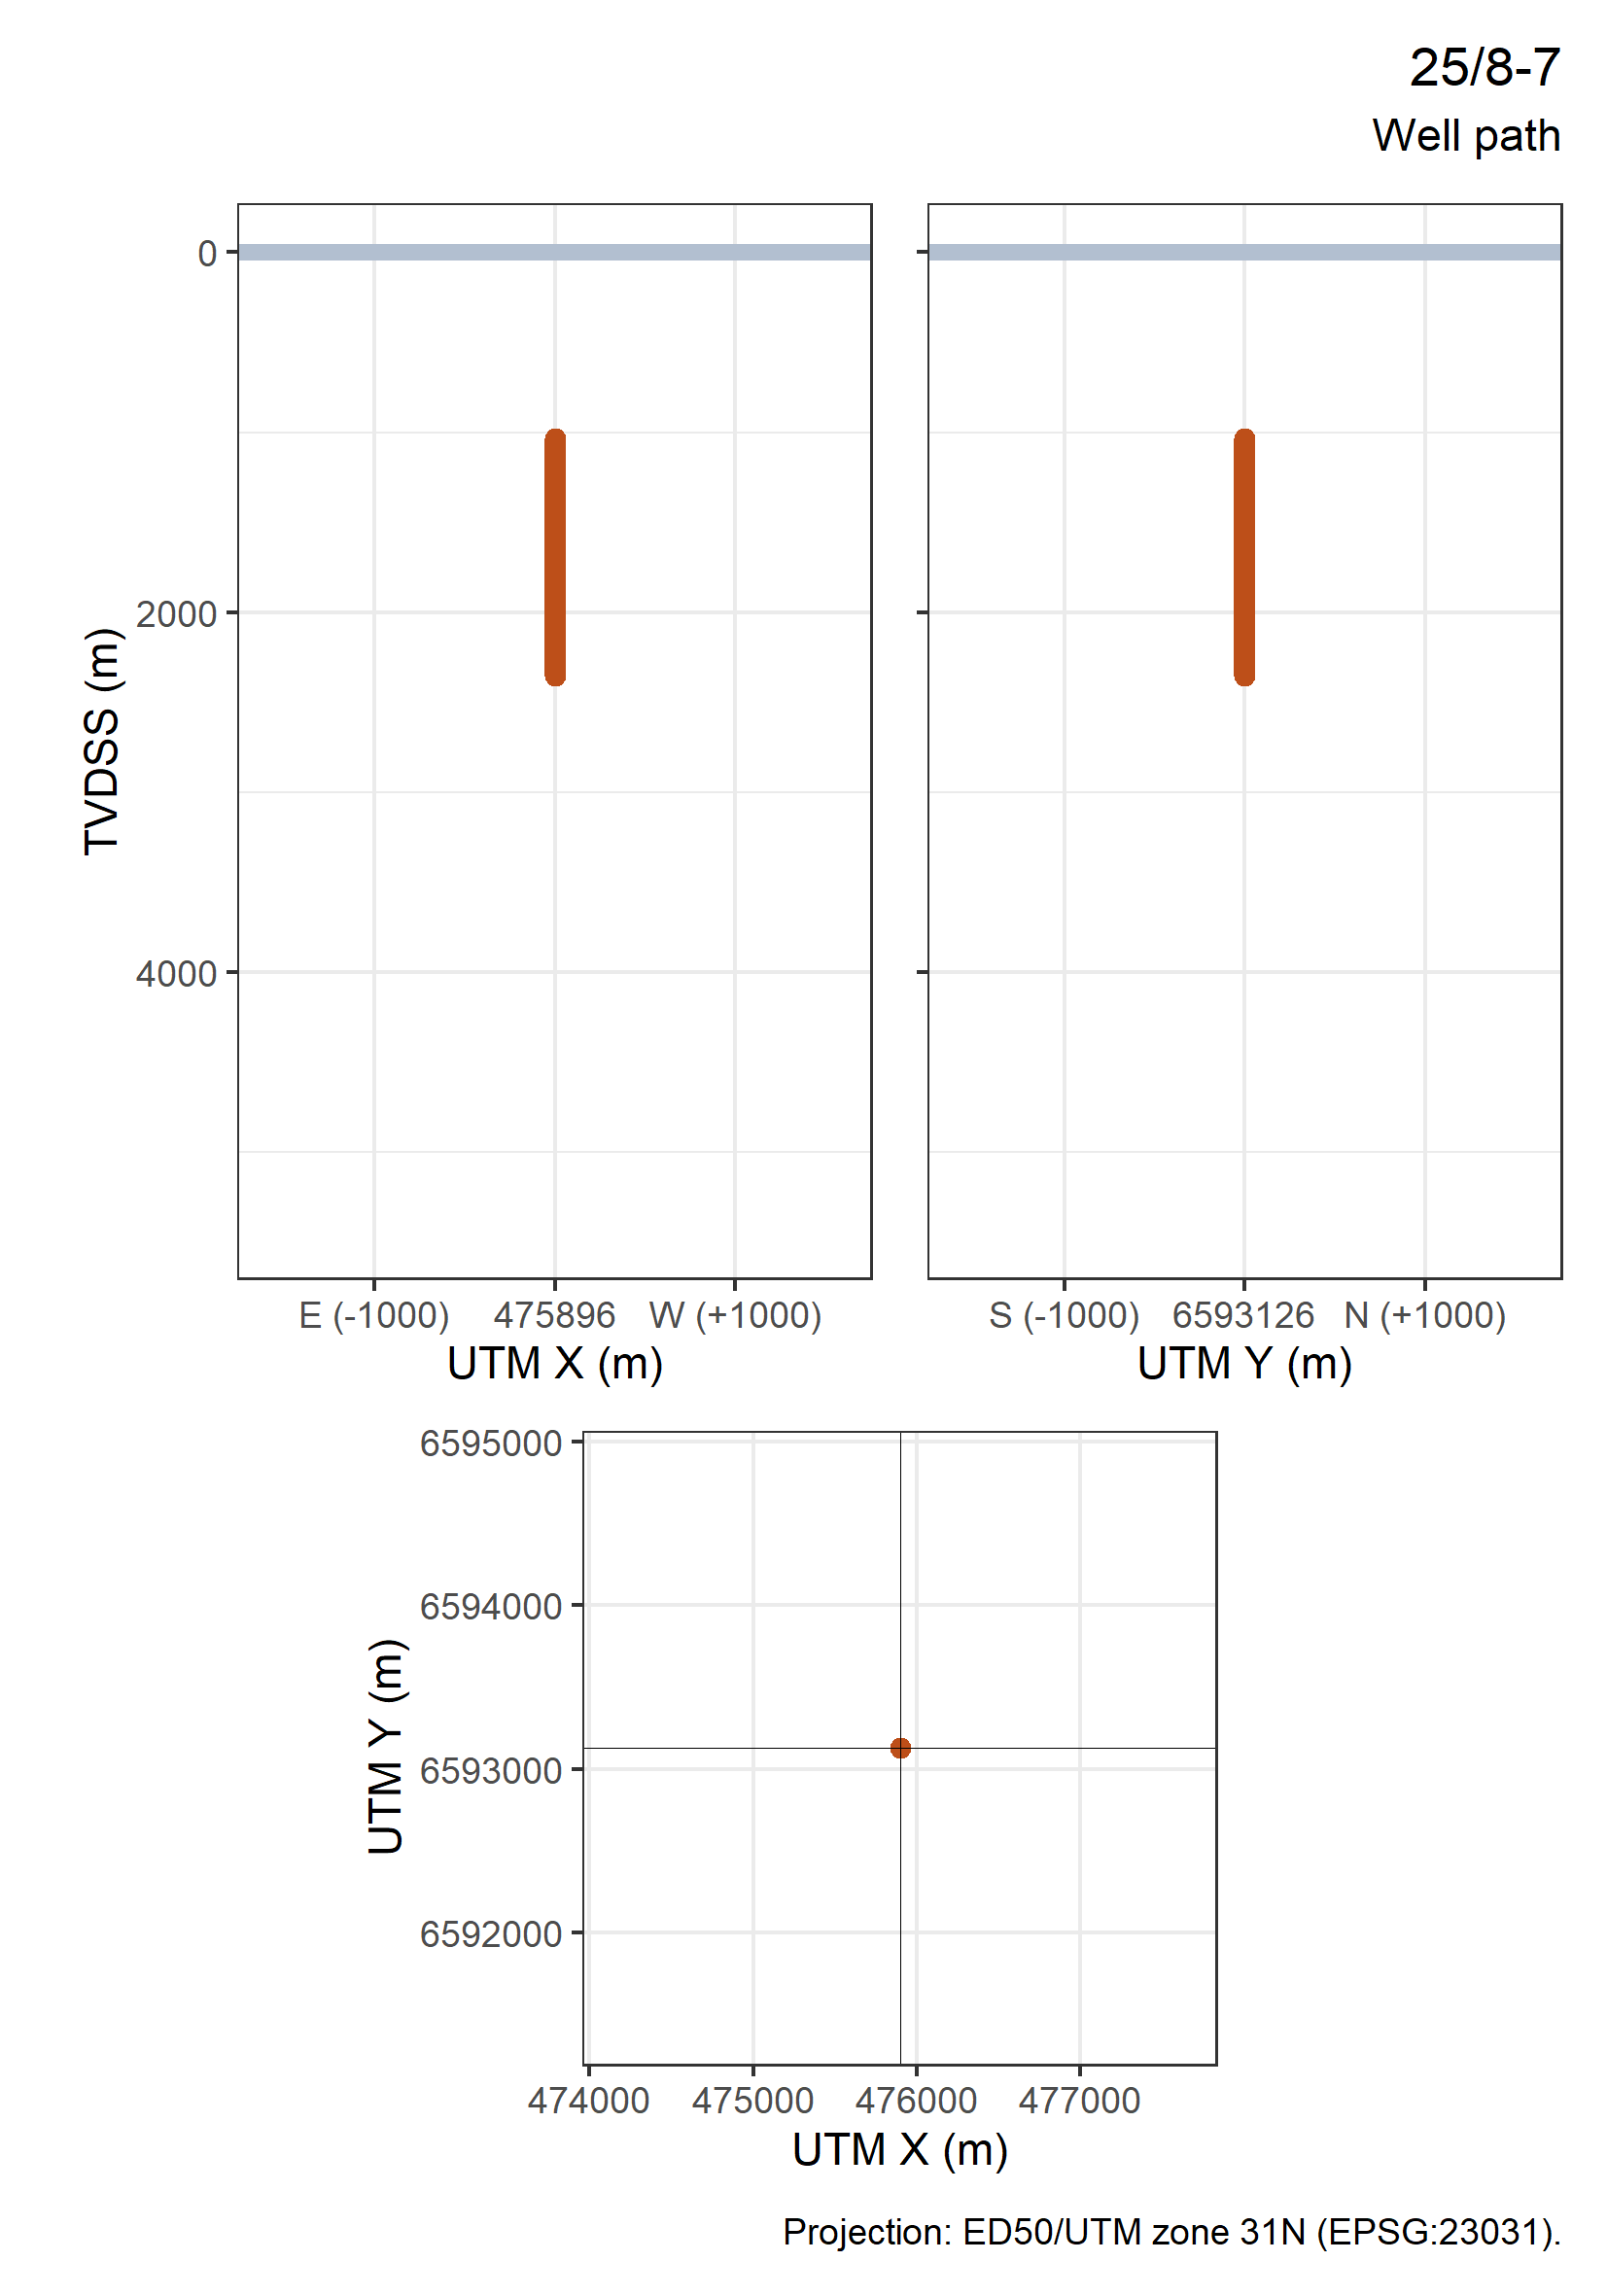 25/8-7
Well path
TVDSS (m)
0
2000
4000
E (-1000) 475896 W (+1000)
UTM X (m)
S (-1000) 6593126 N (+1000)
UTM Y (m)
UTM Y (m)
6595000
6594000
6593000
6592000
474000 475000 476000 477000
UTM X (m)
Projection: ED50/UTM zone 31N (EPSG:23031).